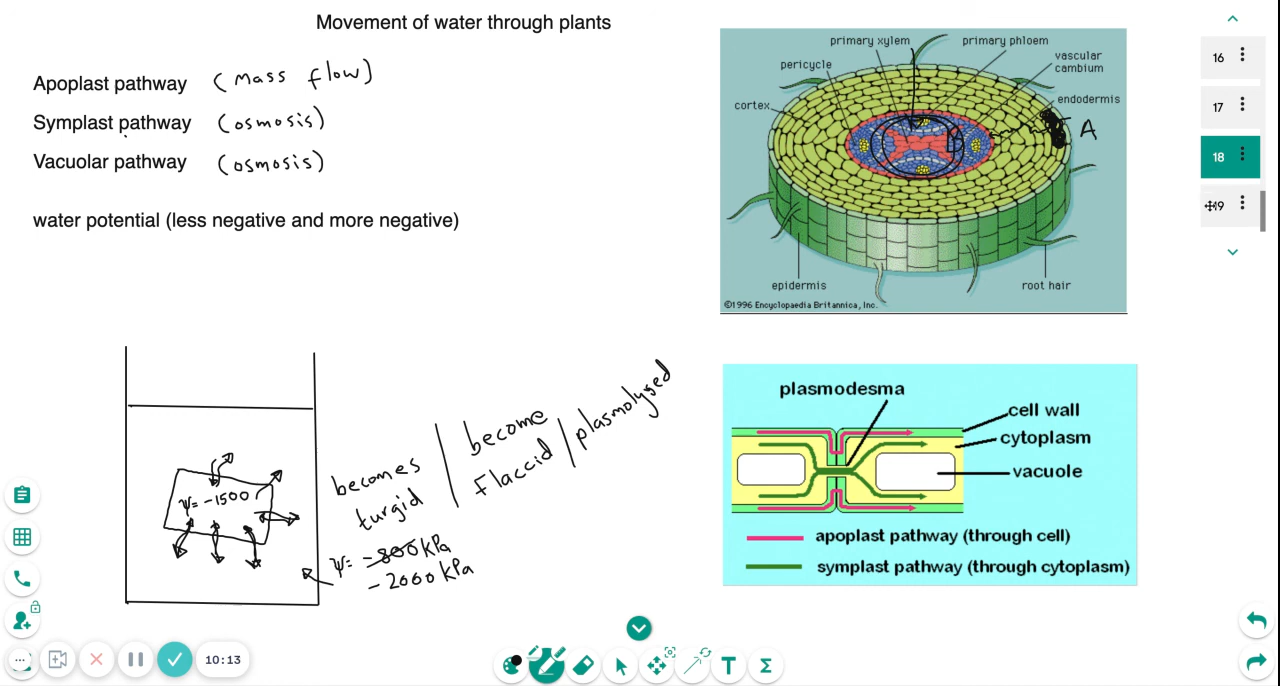 Movement of water through plants
Apoplast pathway (mass flow)
Symplast pathway (osmosis)
Vacuolar pathway (osmosis)
water potential (less negative and more negative)
primary xylem
primary phloem
pericycle
vascular
cambium
cortex
endodermis
A
epidermis
root hair
©1996 Encyclopaedia Britannica, Inc.
ψ= -1500
becomes
turgid
/ become
flaccid
/ plasmolysed
ψ= -800 kPa
-2000 kPa
plasmodesma
cell wall
cytoplasm
vacuole
apoplast pathway (through cell)
symplast pathway (through cytoplasm)
16
17
18
19
10:13
T
Σ